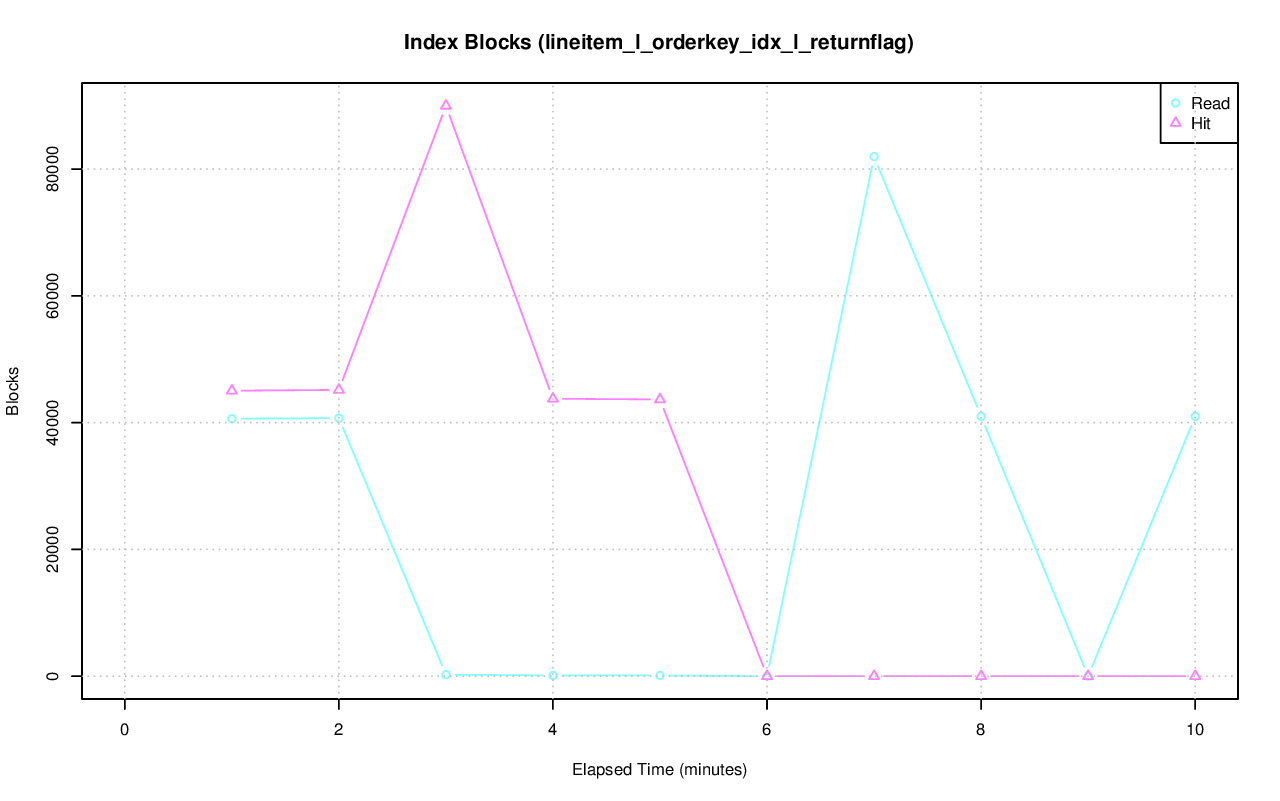 Index Blocks (lineitem_l_orderkey_idx_l_returnflag)
Read
Hit
Blocks
80000
60000
40000
20000
0
0 2 4 6 8 10
Elapsed Time (minutes)